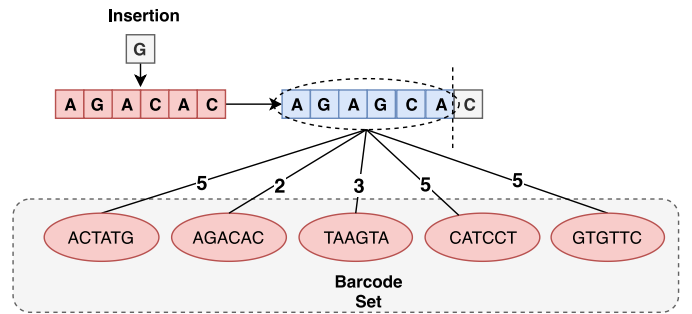 Insertion
G
A G A C A C
A G A G C A C
5 2 3 5 5
ACTATG AGACAC TAAGTA CATCCT GTGTTC
Barcode
Set